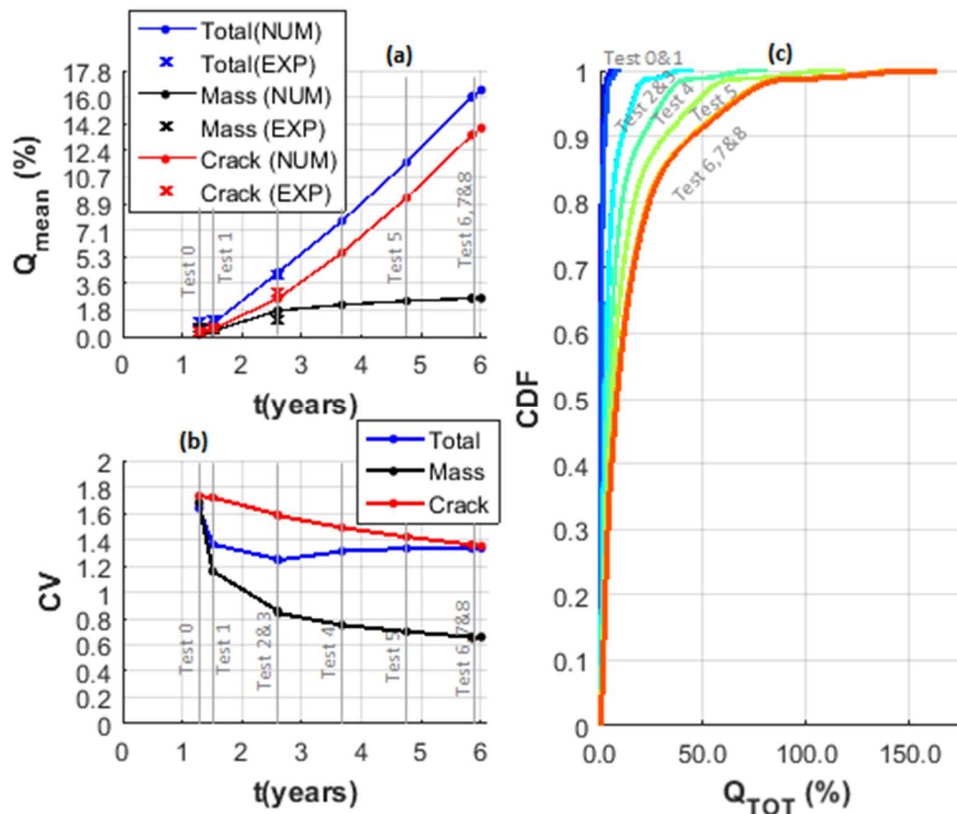 Total(NUM)
Total(EXP)
Mass (NUM)
Mass (EXP)
Crack (NUM)
Crack (EXP)
(a)
17.8
16.0
14.2
12.4
10.7
8.9
7.1
5.3
3.6
1.8
0.0
Q_mean (%)
Test 0
Test 1
Test 5
Test 6,7&8
0 1 2 3 4 5 6
t(years)
(b)
Total
Mass
Crack
2
1.8
1.6
1.4
1.2
1
0.8
0.6
0.4
0.2
0
CV
Test 0
Test 1
Test 2&3
Test 4
Test 5
Test 6,7&8
0 1 2 3 4 5 6
t(years)
(c)
Test 0&1
Test 2&3
Test 4
Test 5
Test 6,7&8
1
0.9
0.8
0.7
0.6
0.5
0.4
0.3
0.2
0.1
0
CDF
0.0 50.0 100.0 150.0
Q_TOT (%)